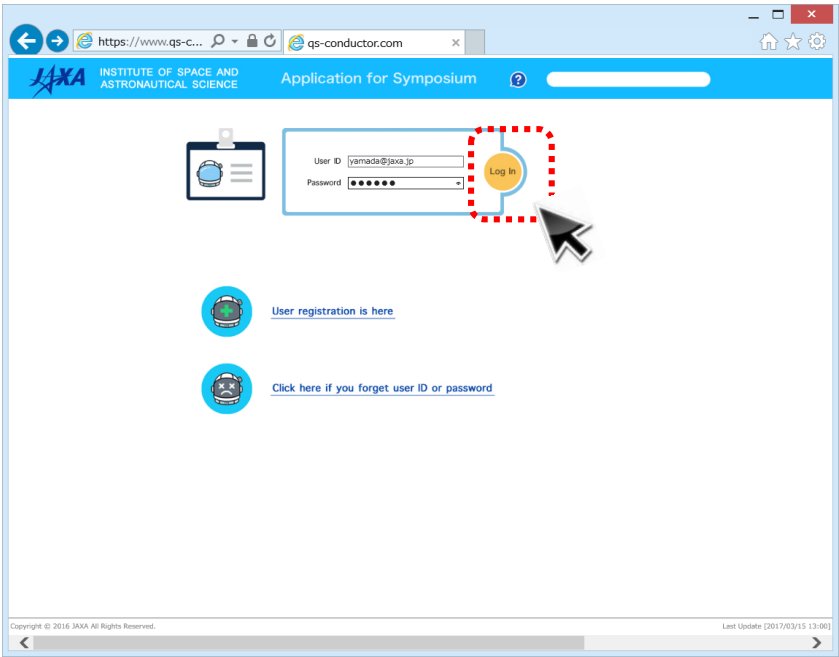 https://www.qs-c...
qs-conductor.com
JAXA
INSTITUTE OF SPACE AND
ASTRONAUTICAL SCIENCE
Application for Symposium
?
User ID yamada@jaxa.jp
Password ●●●●●●
Log In
User registration is here
Click here if you forget user ID or password
Copyright © 2016 JAXA All Rights Reserved.
Last Update [2017/03/15 13:00]